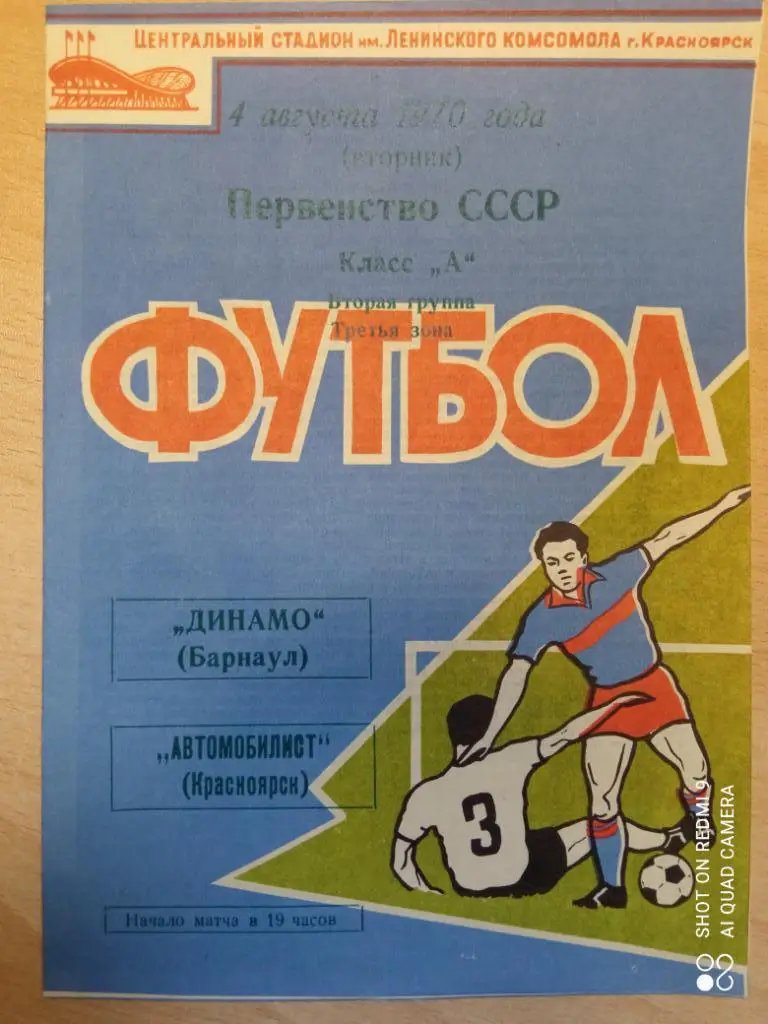 ЦЕНТРАЛЬНЫЙ СТАДИОН им. ЛЕНИНСКОГО КОМСОМОЛА г. КРАСНОЯРСК
4 августа 1970 года
(вторник)
Первенство СССР
Класс „А“
Вторая группа
Третья зона
ФУТБОЛ
„ДИНАМО“
(Барнаул)
„АВТОМОБИЛИСТ“
(Красноярск)
3
Начало матча в 19 часов
SHOT ON REDMI 9
AI QUAD CAMERA